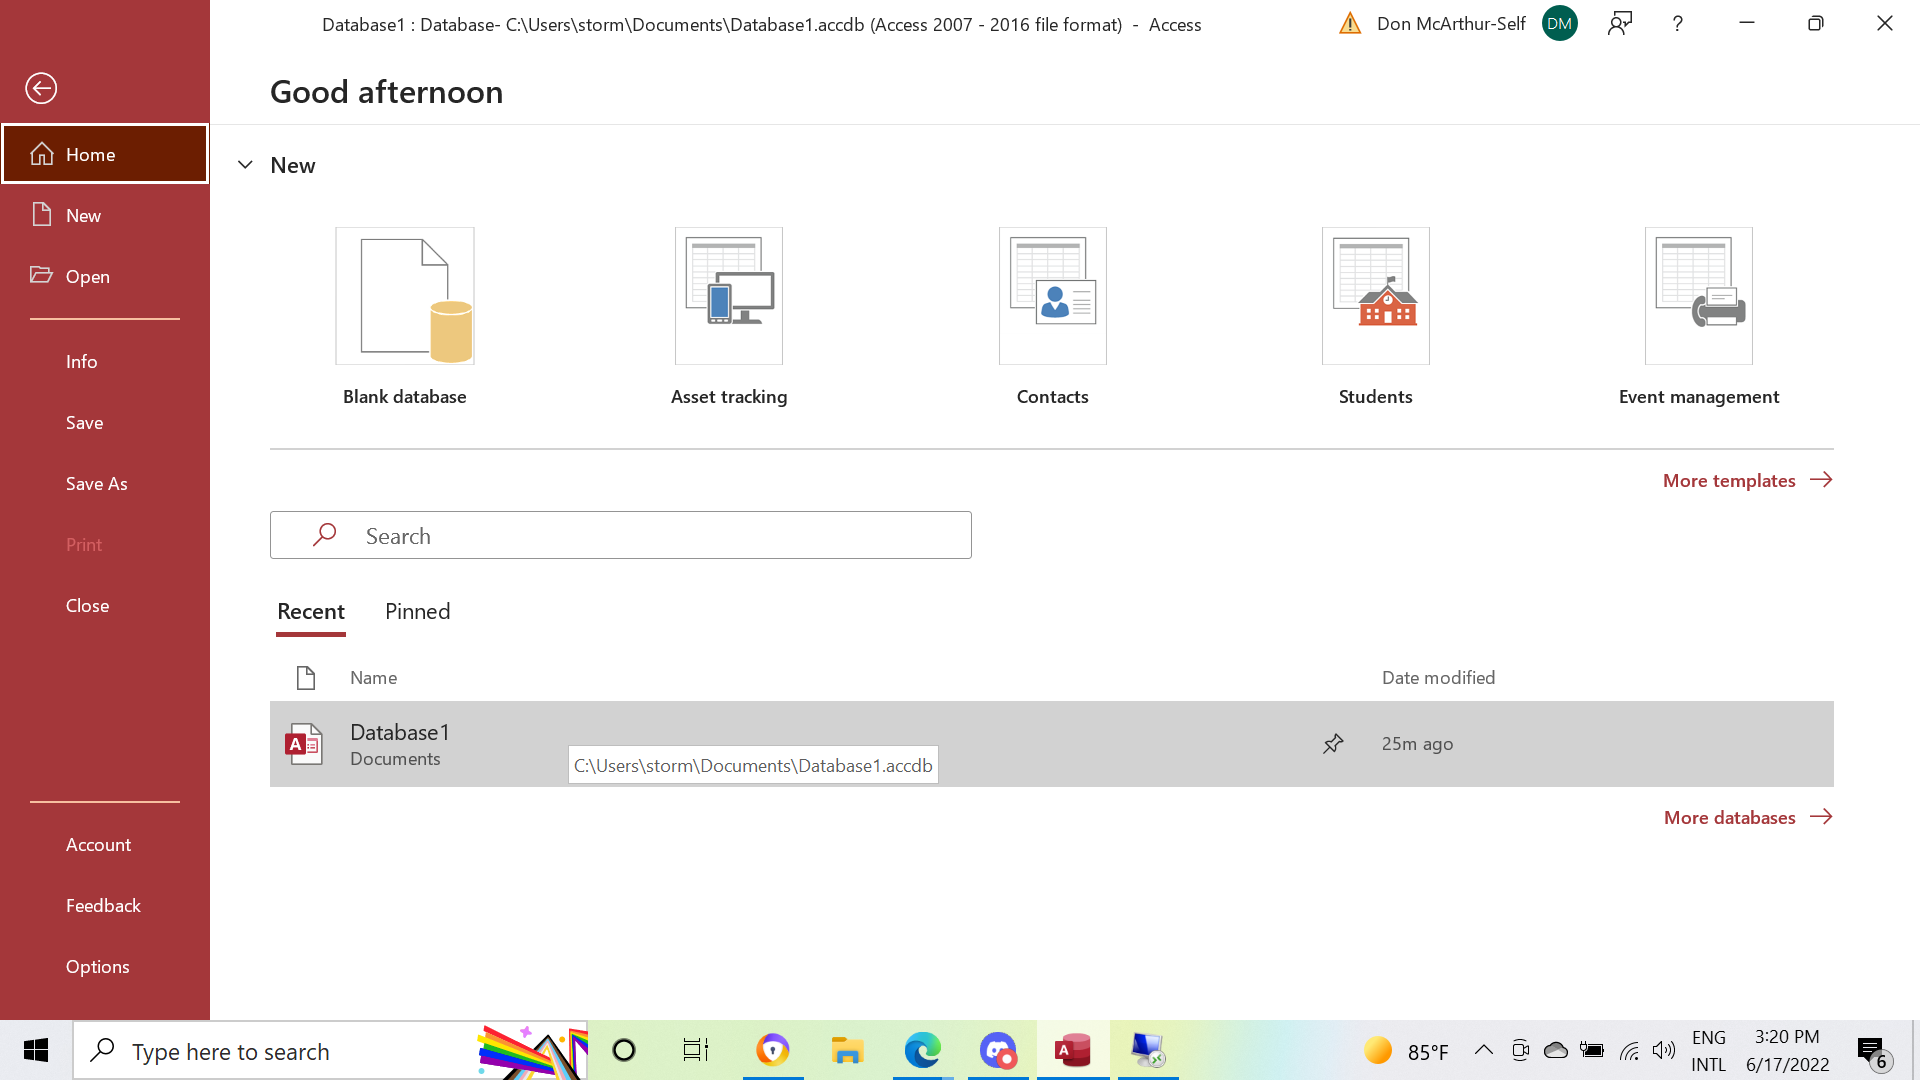 Database1 : Database- C:\Users\storm\Documents\Database1.accdb (Access 2007 - 2016 file format) - Access
Don McArthur-Self DM ?
Good afternoon
Home
New
Open
Info
Save
Save As
Print
Close
Account
Feedback
Options
New
Blank database
Asset tracking
Contacts
Students
Event management
More templates
Search
Recent Pinned
Name Date modified
A Database1
Documents
25m ago
C:\Users\storm\Documents\Database1.accdb
More databases
Type here to search
A
85°F
ENG
INTL
3:20 PM
6/17/2022
6